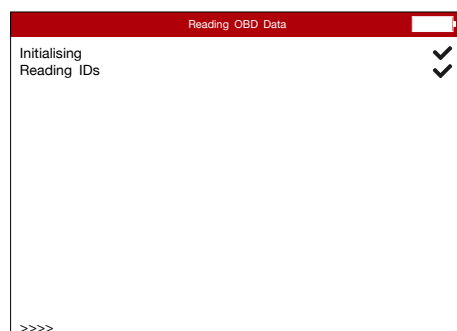 Reading OBD Data
Initialising
Reading IDs
>>>>